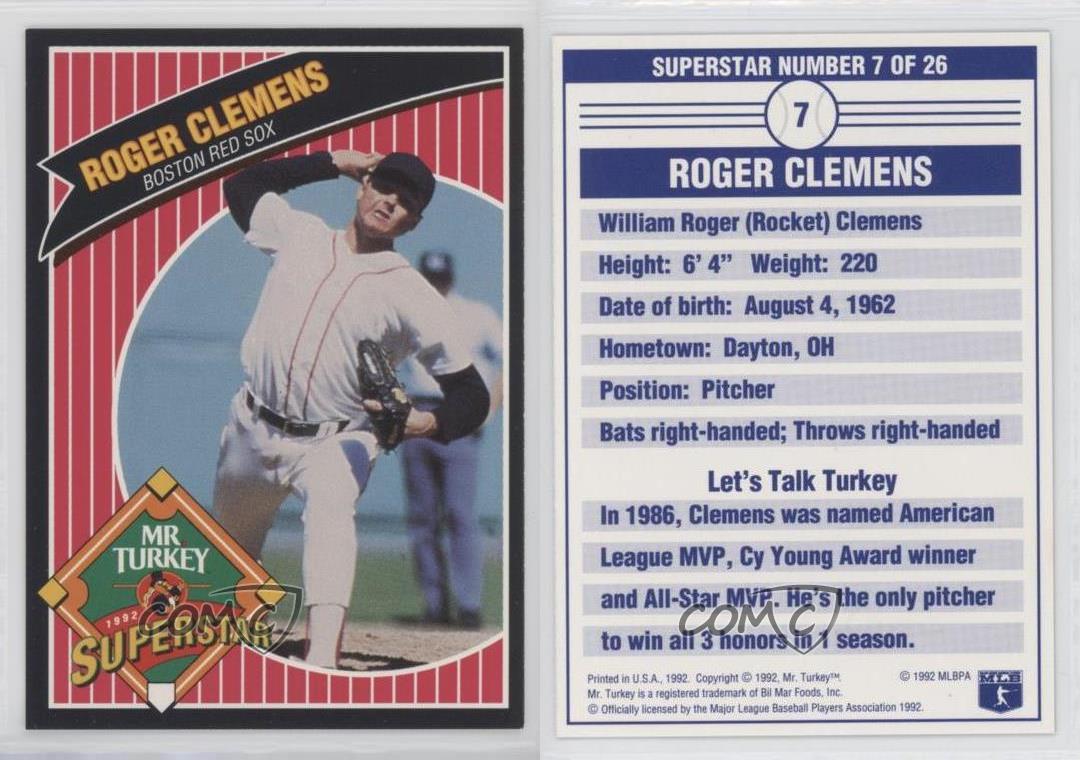 ROGER CLEMENS
BOSTON RED SOX
MR. TURKEY
1992
SUPERSTAR
COMC
SUPERSTAR NUMBER 7 OF 26
7
ROGER CLEMENS
William Roger (Rocket) Clemens
Height: 6' 4" Weight: 220
Date of birth: August 4, 1962
Hometown: Dayton, OH
Position: Pitcher
Bats right-handed; Throws right-handed
Let's Talk Turkey
In 1986, Clemens was named American
League MVP, Cy Young Award winner
and All-Star MVP. He's the only pitcher
to win all 3 honors in 1 season.
COMC
Printed in U.S.A., 1992. Copyright © 1992, Mr. Turkey™.
Mr. Turkey is a registered trademark of Bil Mar Foods, Inc.
© Officially licensed by the Major League Baseball Players Association 1992.
© 1992 MLBPA
MLB